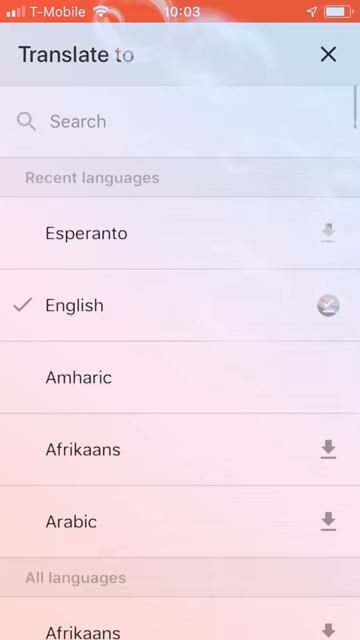 T-Mobile 10:03
Translate to
Search
Recent languages
Esperanto
English
Amharic
Afrikaans
Arabic
All languages
Afrikaans